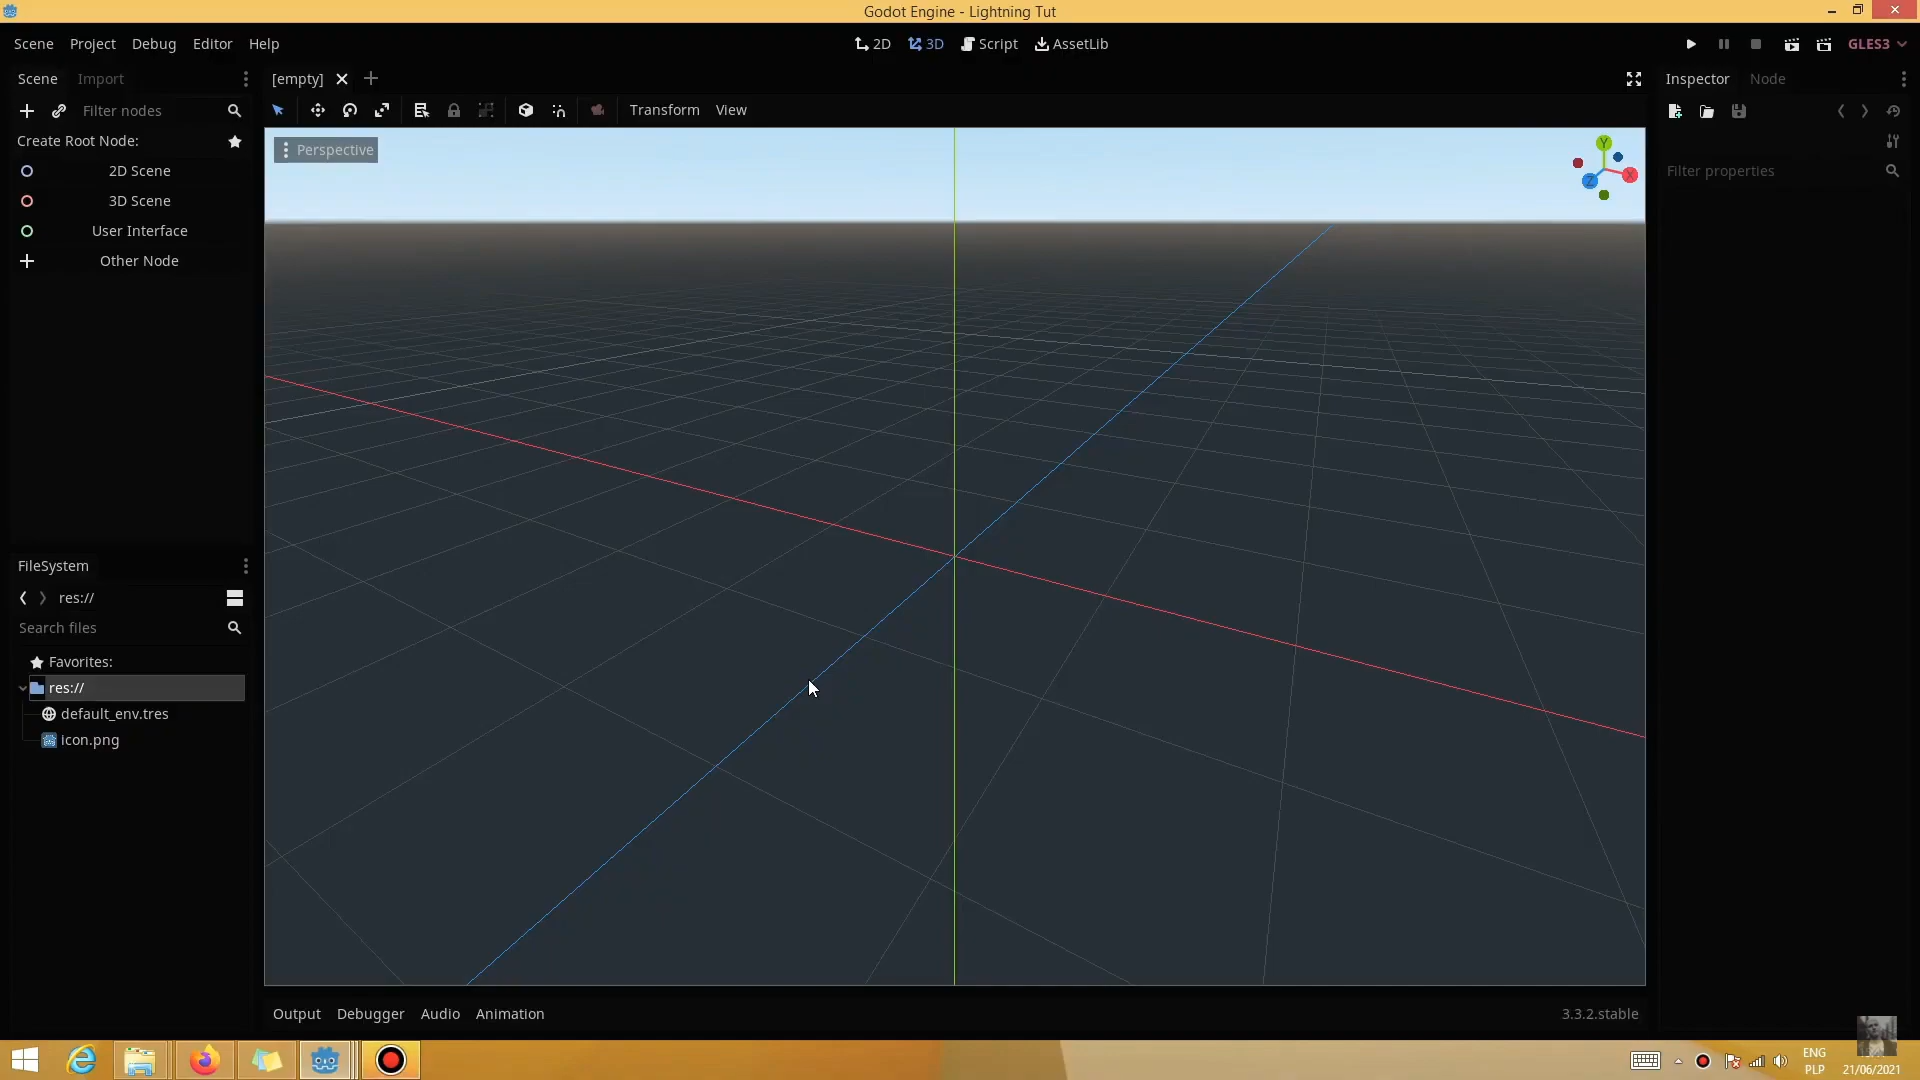 Godot Engine - Lightning Tut
Scene Project Debug Editor Help
2D 3D Script AssetLib
GLES3
Scene Import
[empty]
Inspector Node
Filter nodes
Transform View
Create Root Node:
Perspective
Y
X
Z
2D Scene
Filter properties
3D Scene
User Interface
Other Node
FileSystem
res://
Search files
Favorites:
res://
default_env.tres
icon.png
Output Debugger Audio Animation
3.3.2.stable
ENG
PLP
21/06/2021